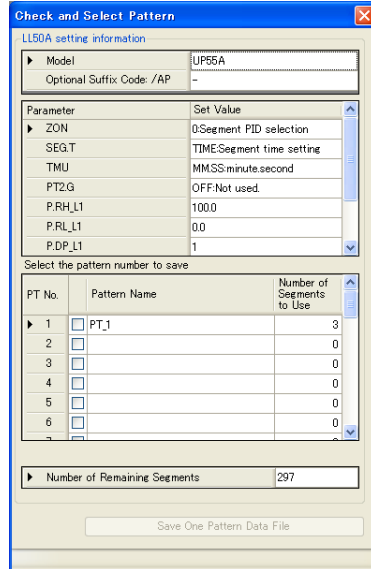 Check and Select Pattern
LL50A setting information
Model UP55A
Optional Suffix Code: /AP -
Parameter Set Value
ZON 0:Segment PID selection
SEG.T TIME:Segment time setting
TMU MM.SS:minute.second
PT2.G OFF:Not used.
P.RH_L1 100.0
P.RL_L1 0.0
P.DP_L1 1
Select the pattern number to save
PT No. Pattern Name Number of Segments to Use
1 PT_1 3
2 0
3 0
4 0
5 0
6 0
Number of Remaining Segments 297
Save One Pattern Data File